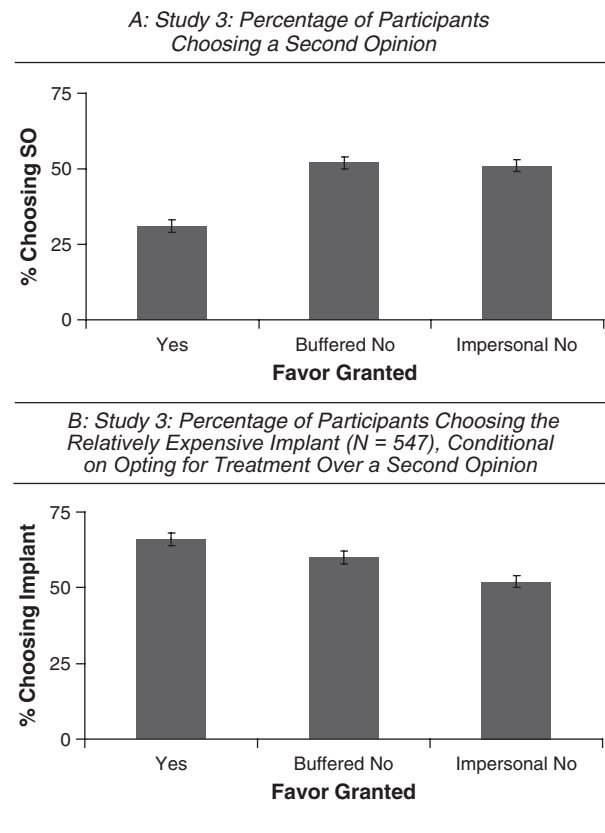 A: Study 3: Percentage of Participants
Choosing a Second Opinion
75
50
25
0
% Choosing SO
Yes
Buffered No
Impersonal No
Favor Granted
B: Study 3: Percentage of Participants Choosing the
Relatively Expensive Implant (N = 547), Conditional
on Opting for Treatment Over a Second Opinion
75
50
25
0
% Choosing Implant
Yes
Buffered No
Impersonal No
Favor Granted